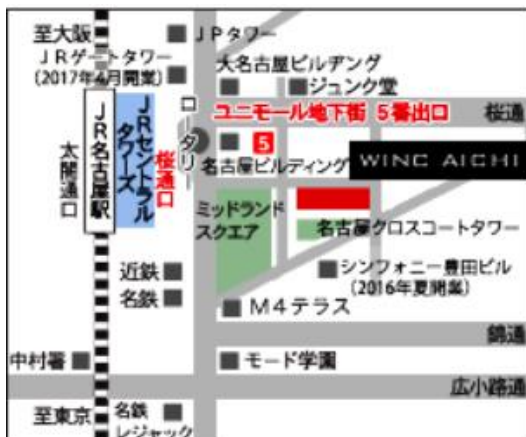 至大阪
JPタワー
JRゲートタワー
(2017年4月開業)
大名古屋ビルヂング
ジュンク堂
ユニモール地下街 5番出口
桜通
ロータリー
JR名古屋駅
JRセントラル
タワーズ
桜通口
太閤通口
5
名古屋ビルディング
WINC AICHI
ミッドランド
スクエア
名古屋クロスコートタワー
近鉄
シンフォニー豊田ビル
(2016年夏開業)
名鉄
M4テラス
錦通
中村署
モード学園
広小路通
至東京
名鉄
レジャック